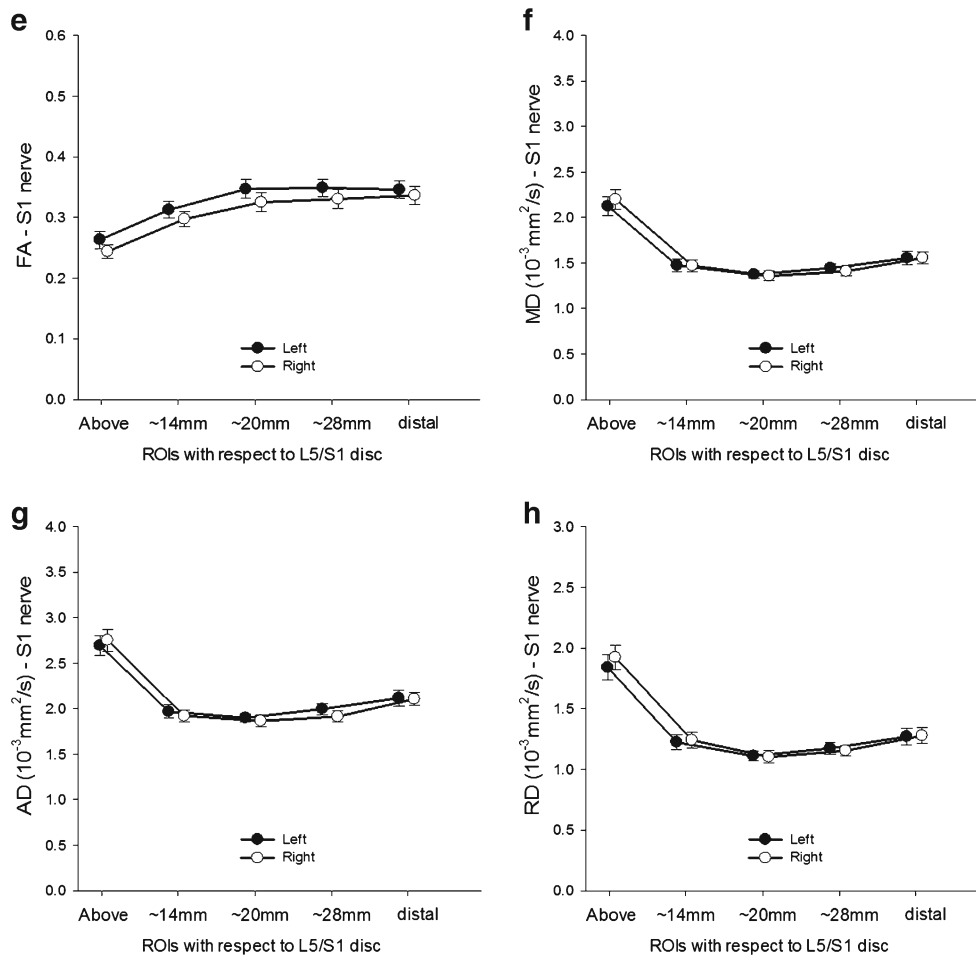 e
0.6
0.5
0.4
0.3
0.2
0.1
0.0
FA - S1 nerve
Left
Right
Above ~14mm ~20mm ~28mm distal
ROIs with respect to L5/S1 disc
f
4.0
3.5
3.0
2.5
2.0
1.5
1.0
0.5
0.0
MD (10⁻³mm²/s) - S1 nerve
Left
Right
Above ~14mm ~20mm ~28mm distal
ROIs with respect to L5/S1 disc
g
4.0
3.0
2.5
2.0
1.5
1.0
0.5
0.0
AD (10⁻³mm²/s) - S1 nerve
Left
Right
Above ~14mm ~20mm ~28mm distal
ROIs with respect to L5/S1 disc
h
3.0
2.5
2.0
1.5
1.0
0.5
0.0
RD (10⁻³mm²/s) - S1 nerve
Left
Right
Above ~14mm ~20mm ~28mm distal
ROIs with respect to L5/S1 disc